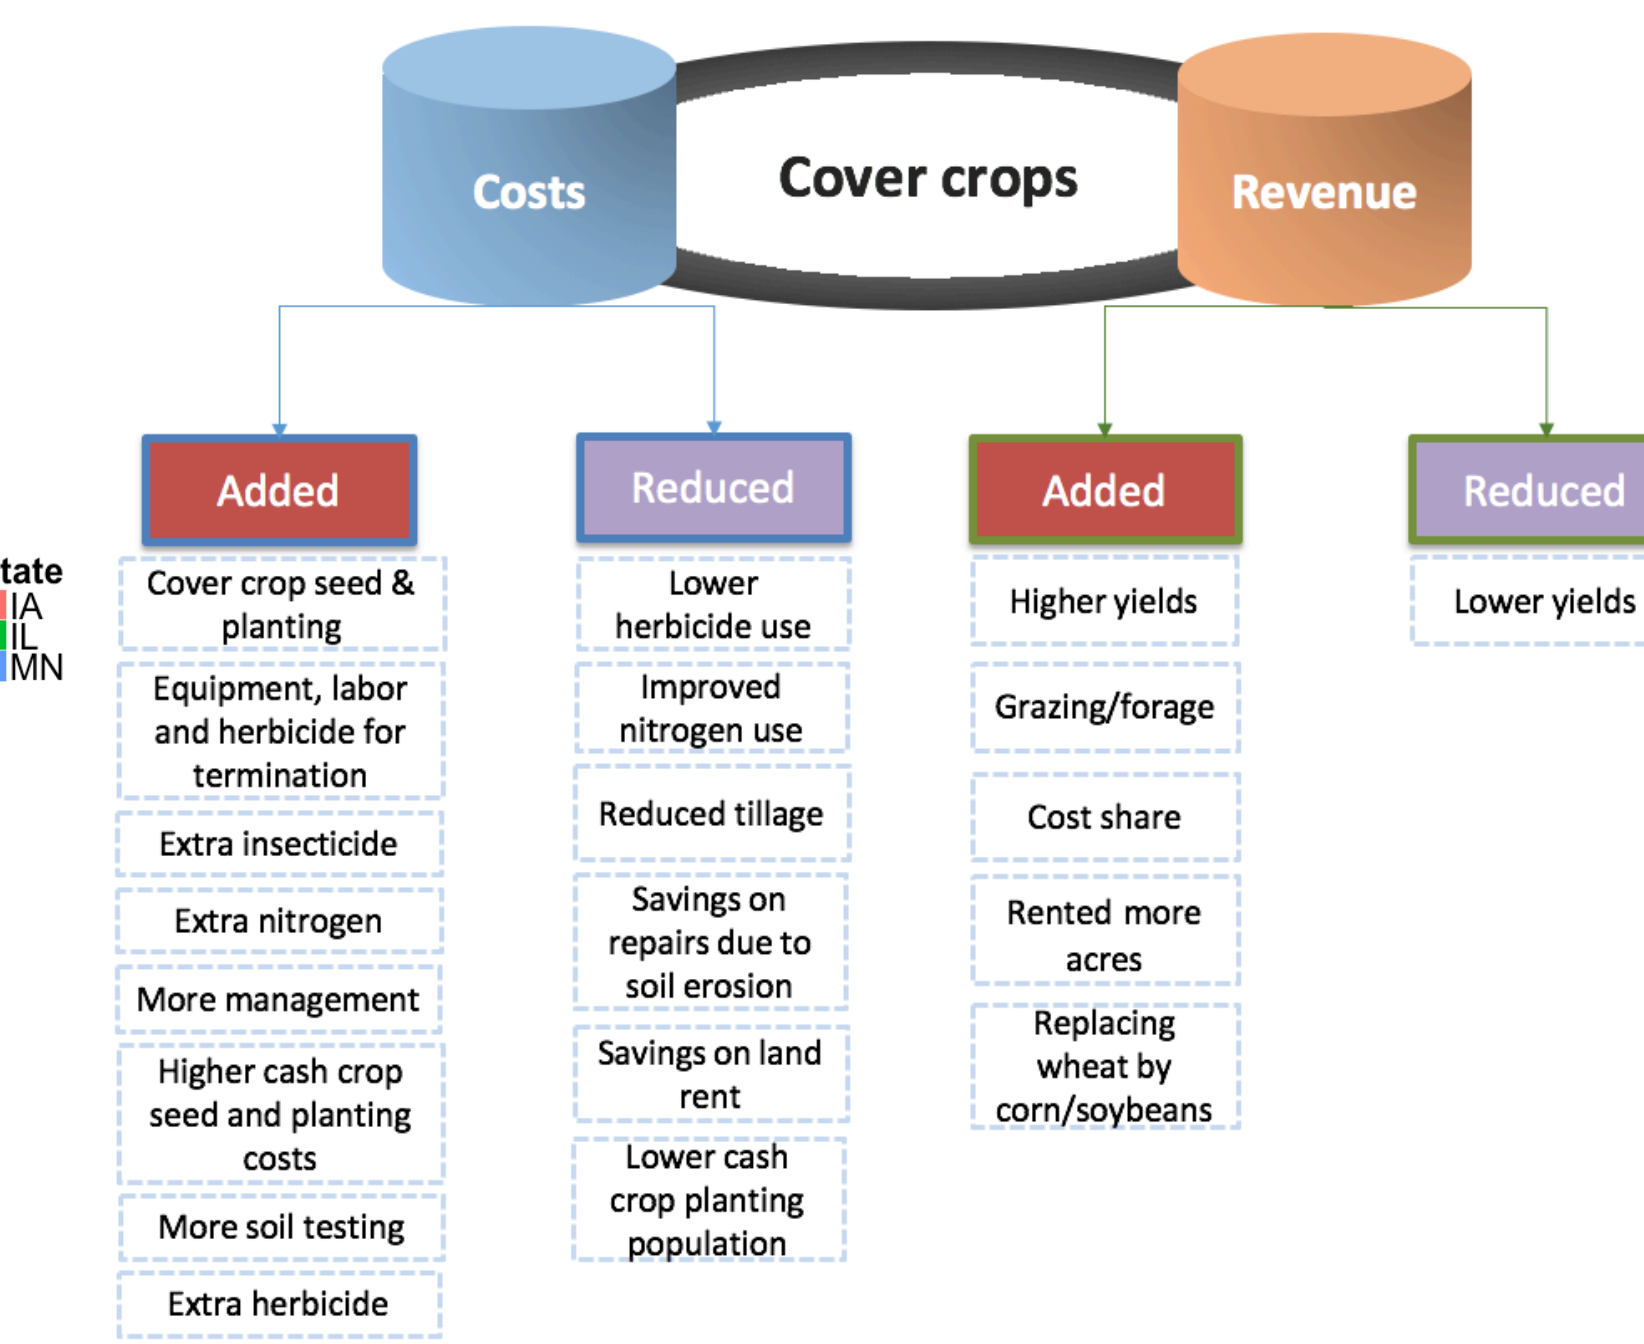 Costs
Cover crops
Revenue
Added
Reduced
Added
Reduced
tate
IA
IL
MN
Cover crop seed &
planting
Equipment, labor
and herbicide for
termination
Extra insecticide
Extra nitrogen
More management
Higher cash crop
seed and planting
costs
More soil testing
Extra herbicide
Lower
herbicide use
Improved
nitrogen use
Reduced tillage
Savings on
repairs due to
soil erosion
Savings on land
rent
Lower cash
crop planting
population
Higher yields
Grazing/forage
Cost share
Rented more
acres
Replacing
wheat by
corn/soybeans
Lower yields